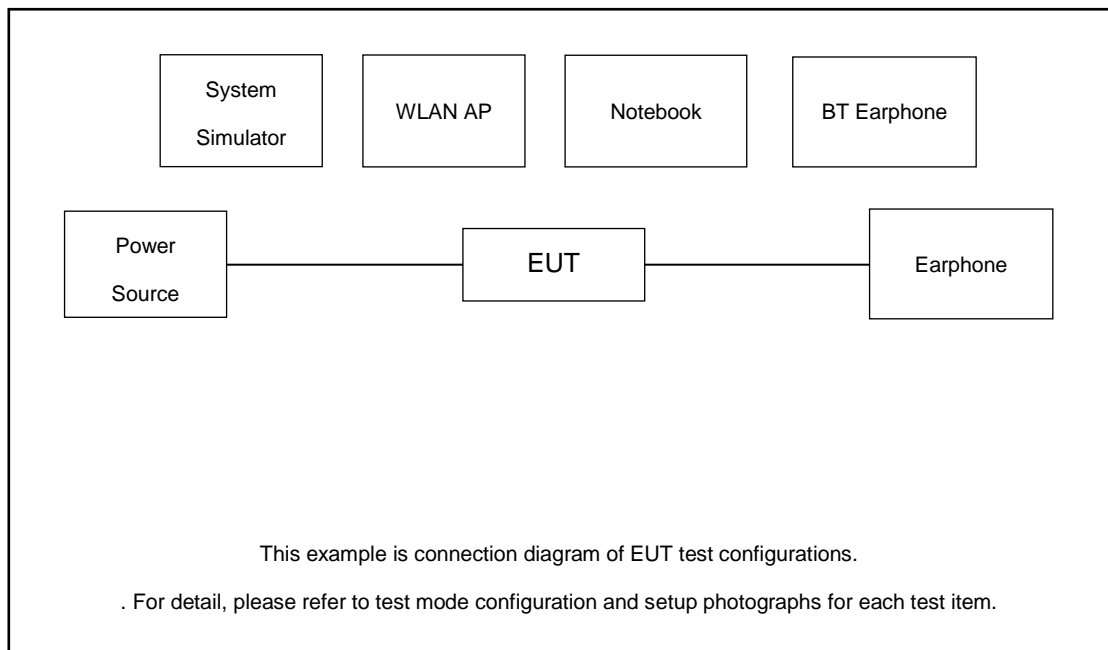 System
Simulator
WLAN AP
Notebook
BT Earphone
Power
Source
EUT
Earphone
This example is connection diagram of EUT test configurations.
. For detail, please refer to test mode configuration and setup photographs for each test item.